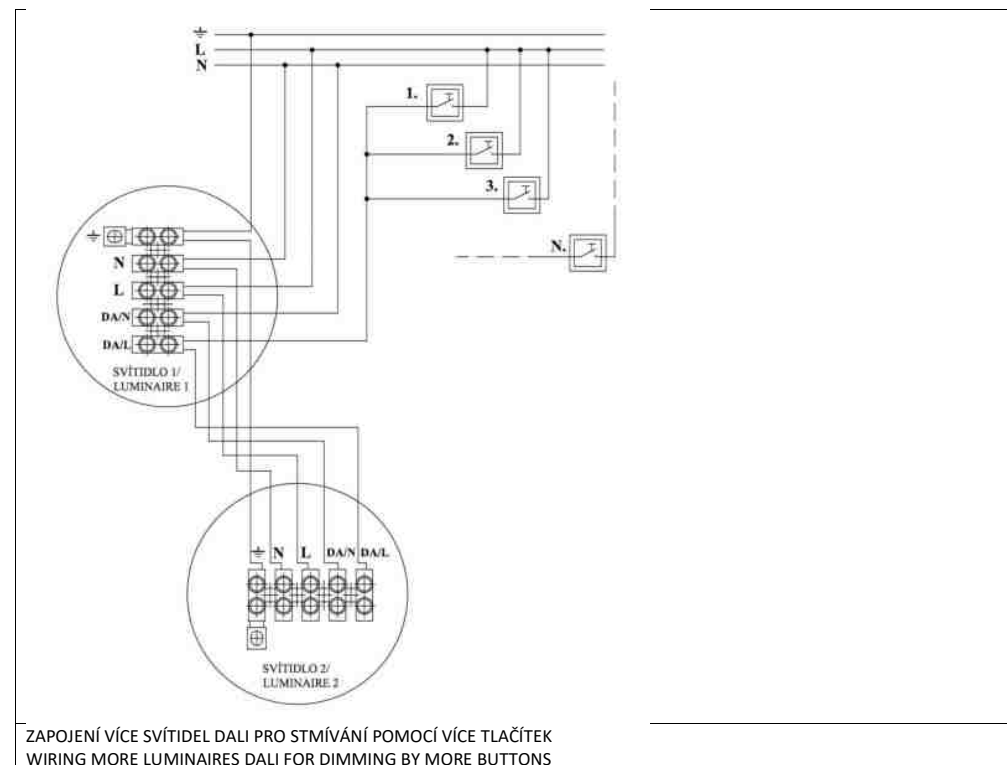 ⏚
L
N
1.
2.
3.
N.
⏚
N
L
DA/N
DA/L
SVÍTIDLO 1/
LUMINAIRE 1
⏚ N L DA/N DA/L
SVÍTIDLO 2/
LUMINAIRE 2
ZAPOJENÍ VÍCE SVÍTIDEL DALI PRO STMÍVÁNÍ POMOCÍ VÍCE TLAČÍTEK
WIRING MORE LUMINAIRES DALI FOR DIMMING BY MORE BUTTONS